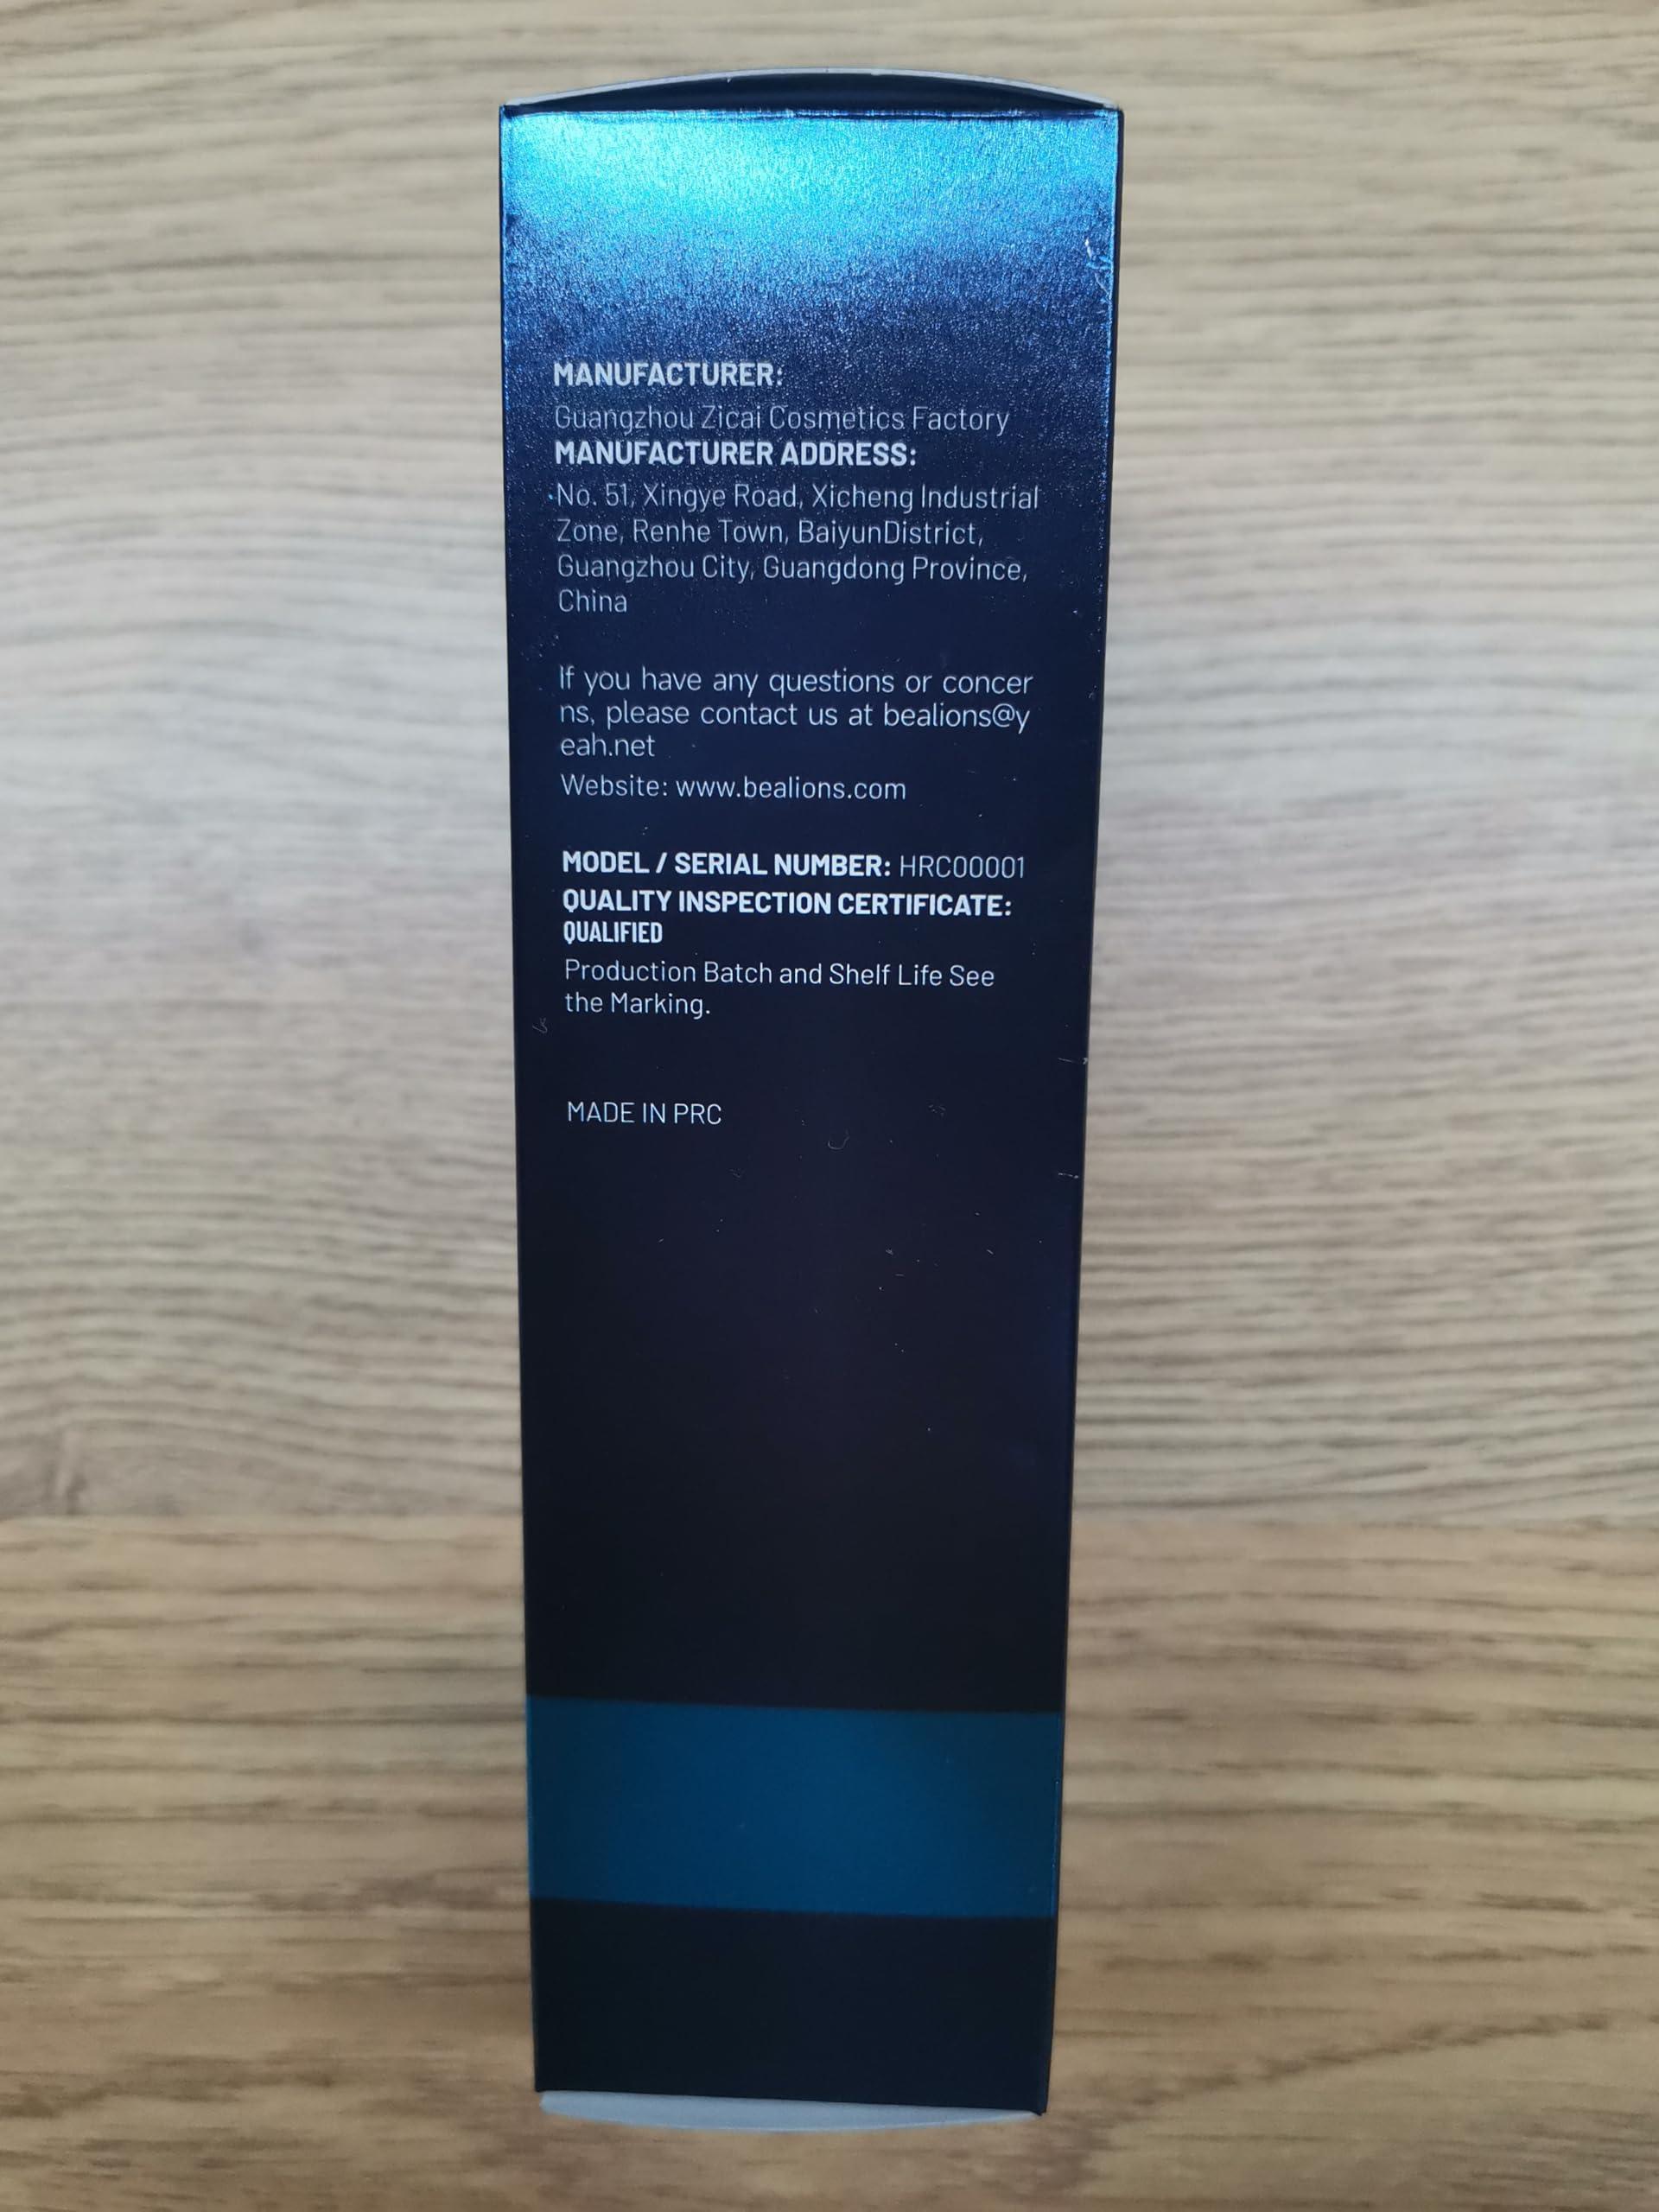 MANUFACTURER:
Guangzhou Zicai Cosmetics Factory
MANUFACTURER ADDRESS:
No. 51, Xingye Road, Xicheng Industrial
Zone, Renhe Town, BaiyunDistrict,
Guangzhou City, Guangdong Province,
China
If you have any questions or concer
ns, please contact us at bealions@y
eah.net
Website: www.bealions.com
MODEL / SERIAL NUMBER: HRC00001
QUALITY INSPECTION CERTIFICATE:
QUALIFIED
Production Batch and Shelf Life See
the Marking.
MADE IN PRC